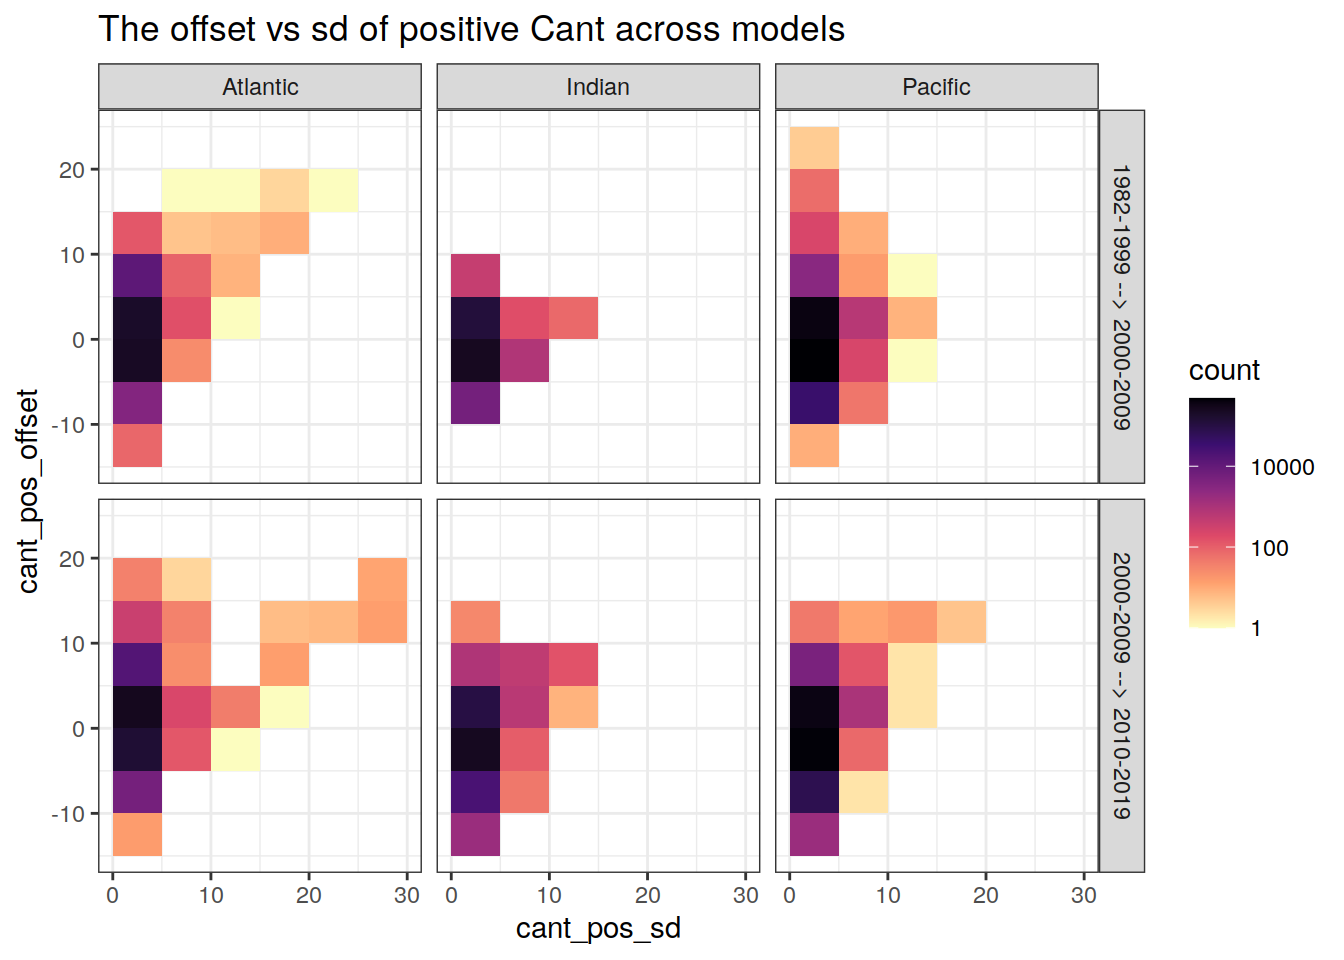 The offset vs sd of positive Cant across models
Atlantic
Indian
Pacific
20
10
0
-10
1982-1999 --> 2000-2009
20
10
0
-10
2000-2009 --> 2010-2019
0 10 20 30
0 10 20 30
0 10 20 30
cant_pos_sd
cant_pos_offset
count
10000
100
1